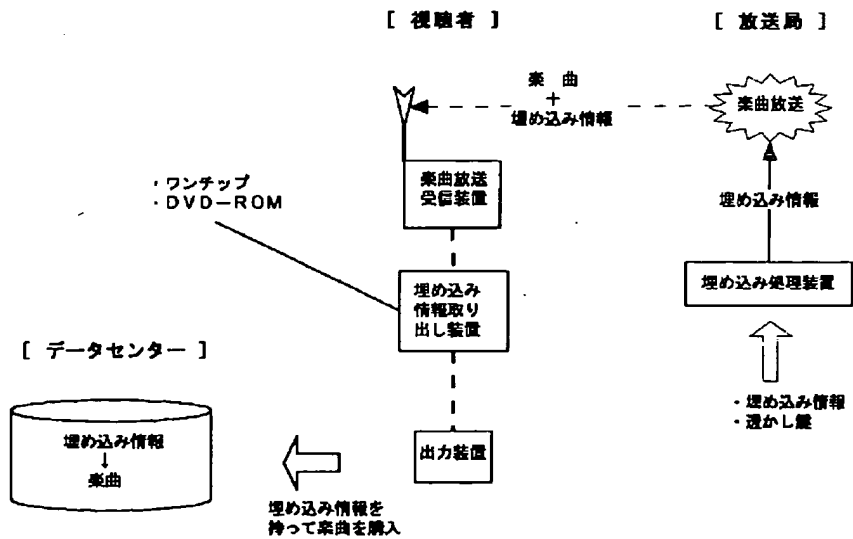 [ 視聴者 ]
[ 放送局 ]
楽 曲
+
埋め込み情報
楽曲放送
・ワンチップ
・DVD-ROM
楽曲放送
受信装置
埋め込み情報
埋め込み
情報取り
出し装置
埋め込み処理装置
[ データセンター ]
・埋め込み情報
・透かし鍵
埋め込み情報
↓
楽曲
出力装置
埋め込み情報を
持って楽曲を購入